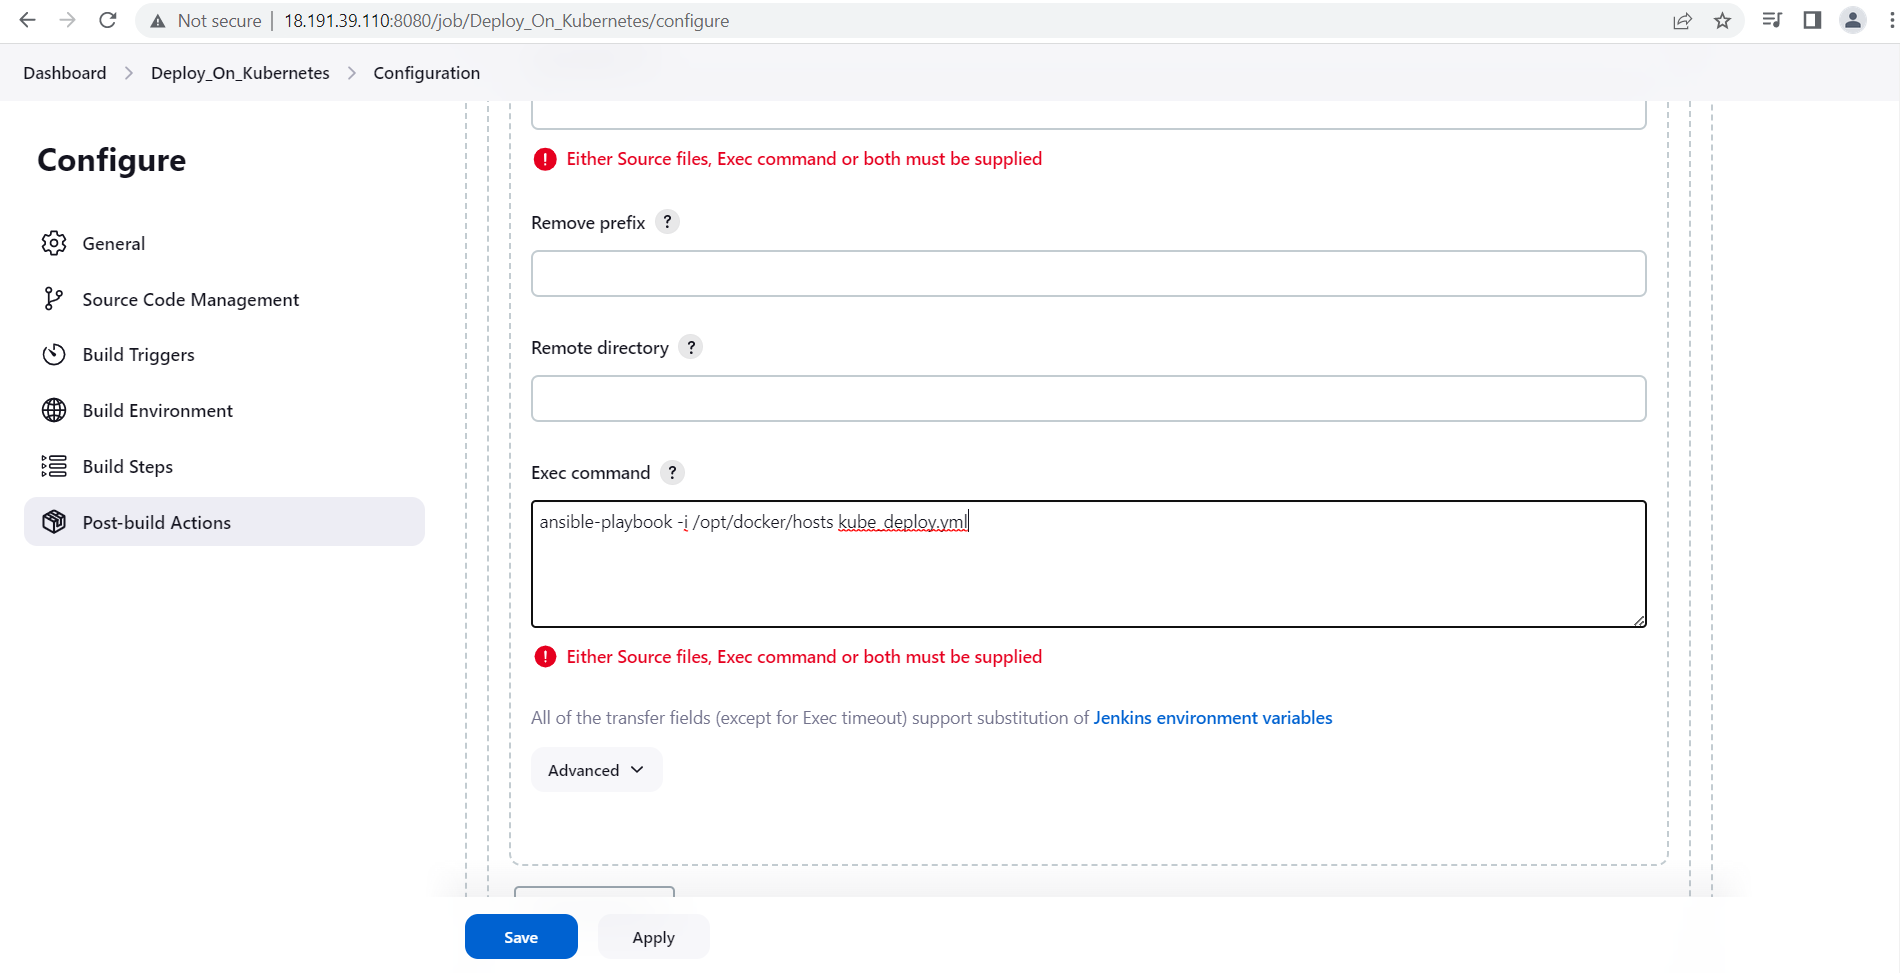 Not secure | 18.191.39.110:8080/job/Deploy_On_Kubernetes/configure
Dashboard > Deploy_On_Kubernetes > Configuration
Configure
General
Source Code Management
Build Triggers
Build Environment
Build Steps
Post-build Actions
Either Source files, Exec command or both must be supplied
Remove prefix ?
Remote directory ?
Exec command ?
ansible-playbook -i /opt/docker/hosts kube_deploy.yml
Either Source files, Exec command or both must be supplied
All of the transfer fields (except for Exec timeout) support substitution of Jenkins environment variables
Advanced
Save
Apply